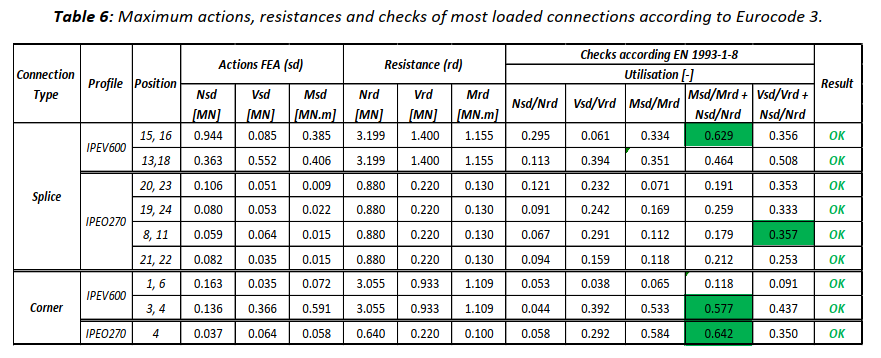 Table 6: Maximum actions, resistances and checks of most loaded connections according to Eurocode 3.
Connection Type Profile Position Actions FEA (sd) Resistance (rd) Checks according EN 1993-1-8 Result
Utilisation [-]
Nsd [MN] Vsd [MN] Msd [MN.m] Nrd [MN] Vrd [MN] Mrd [MN.m] Nsd/Nrd Vsd/Vrd Msd/Mrd Msd/Mrd + Nsd/Nrd Vsd/Vrd + Nsd/Nrd
Splice IPEV600 15, 16 0.944 0.085 0.385 3.199 1.400 1.155 0.295 0.061 0.334 0.629 0.356 OK
13,18 0.363 0.552 0.406 3.199 1.400 1.155 0.113 0.394 0.351 0.464 0.508 OK
IPEO270 20, 23 0.106 0.051 0.009 0.880 0.220 0.130 0.121 0.232 0.071 0.191 0.353 OK
19, 24 0.080 0.053 0.022 0.880 0.220 0.130 0.091 0.242 0.169 0.259 0.333 OK
8, 11 0.059 0.064 0.015 0.880 0.220 0.130 0.067 0.291 0.112 0.179 0.357 OK
21, 22 0.082 0.035 0.015 0.880 0.220 0.130 0.094 0.159 0.118 0.212 0.253 OK
Corner IPEV600 1, 6 0.163 0.035 0.072 3.055 0.933 1.109 0.053 0.038 0.065 0.118 0.091 OK
3, 4 0.136 0.366 0.591 3.055 0.933 1.109 0.044 0.392 0.533 0.577 0.437 OK
IPEO270 4 0.037 0.064 0.058 0.640 0.220 0.100 0.058 0.292 0.584 0.642 0.350 OK